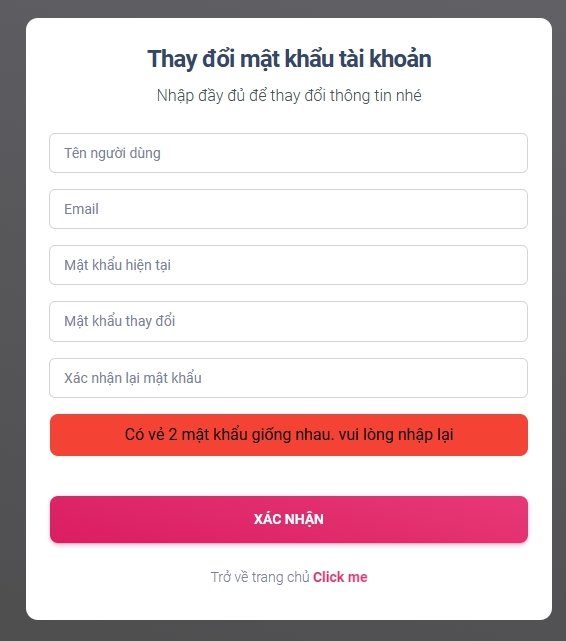 Thay đổi mật khẩu tài khoản
Nhập đầy đủ để thay đổi thông tin nhé
Tên người dùng
Email
Mật khẩu hiện tại
Mật khẩu thay đổi
Xác nhận lại mật khẩu
Có vẻ 2 mật khẩu giống nhau. vui lòng nhập lại
XÁC NHẬN
Trở về trang chủ Click me